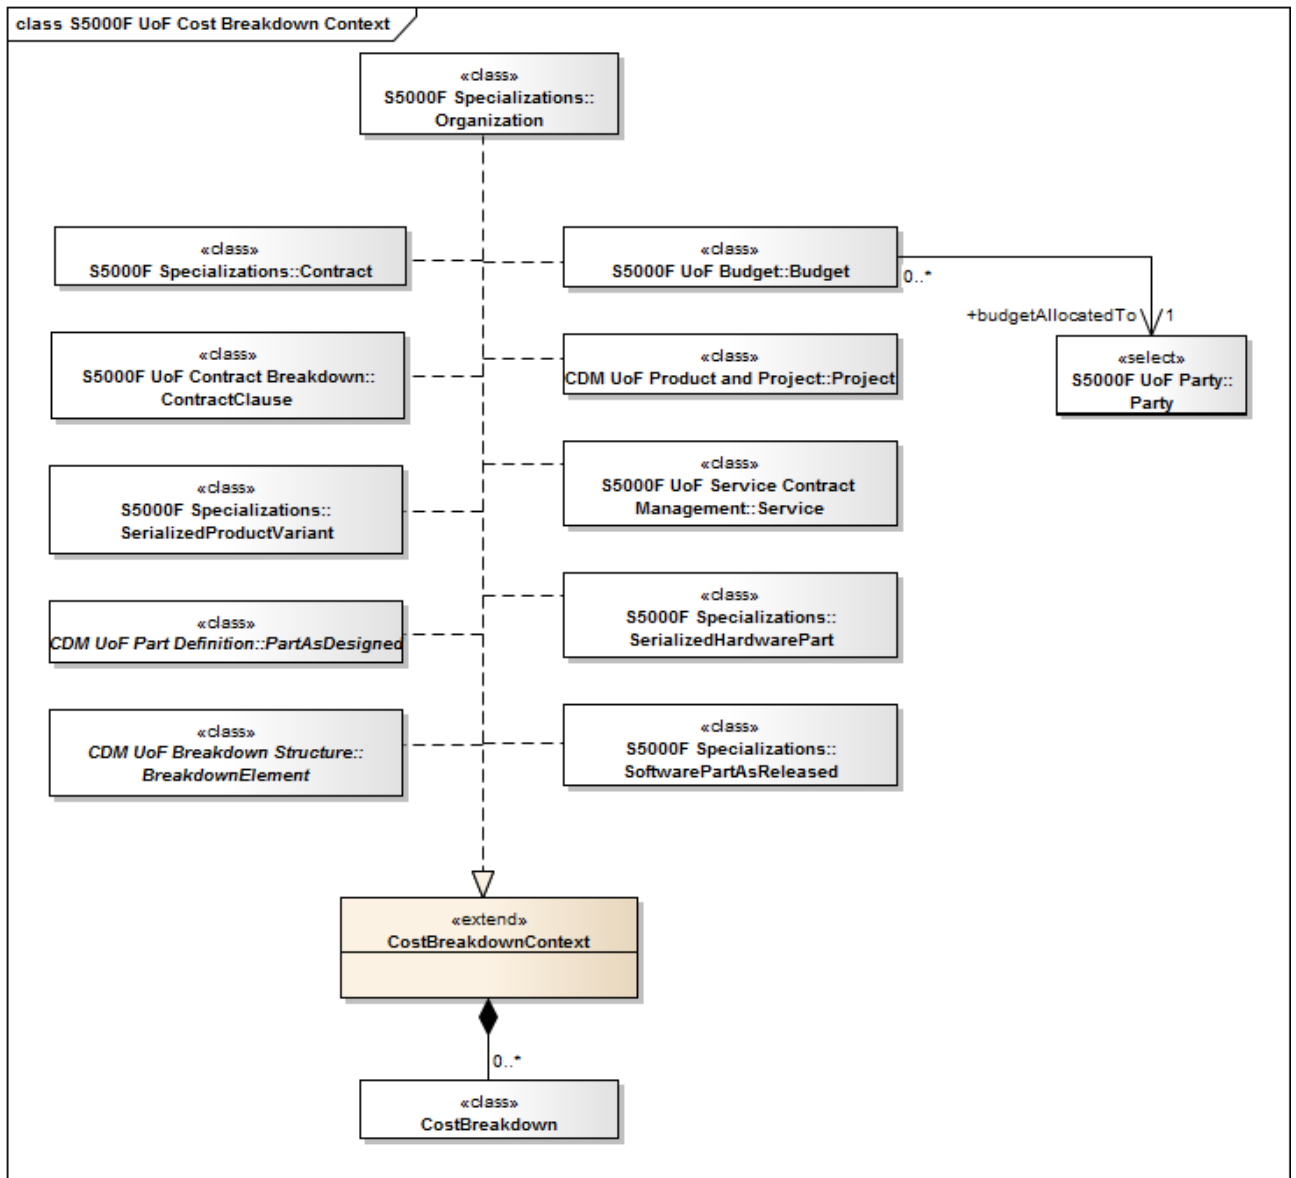 class S5000F UoF Cost Breakdown Context
«class»
S5000F Specializations::
Organization
«class»
S5000F Specializations::Contract
«class»
S5000F UoF Budget::Budget
0..*
+budgetAllocatedTo
1
«select»
S5000F UoF Party::
Party
«class»
S5000F UoF Contract Breakdown::
ContractClause
«class»
CDM UoF Product and Project::Project
«class»
S5000F Specializations::
SerializedProductVariant
«class»
S5000F UoF Service Contract
Management::Service
«class»
CDM UoF Part Definition::PartAsDesigned
«class»
S5000F Specializations::
SerializedHardwarePart
«class»
CDM UoF Breakdown Structure::
BreakdownElement
«class»
S5000F Specializations::
SoftwarePartAsReleased
«extend»
CostBreakdownContext
0..*
«class»
CostBreakdown